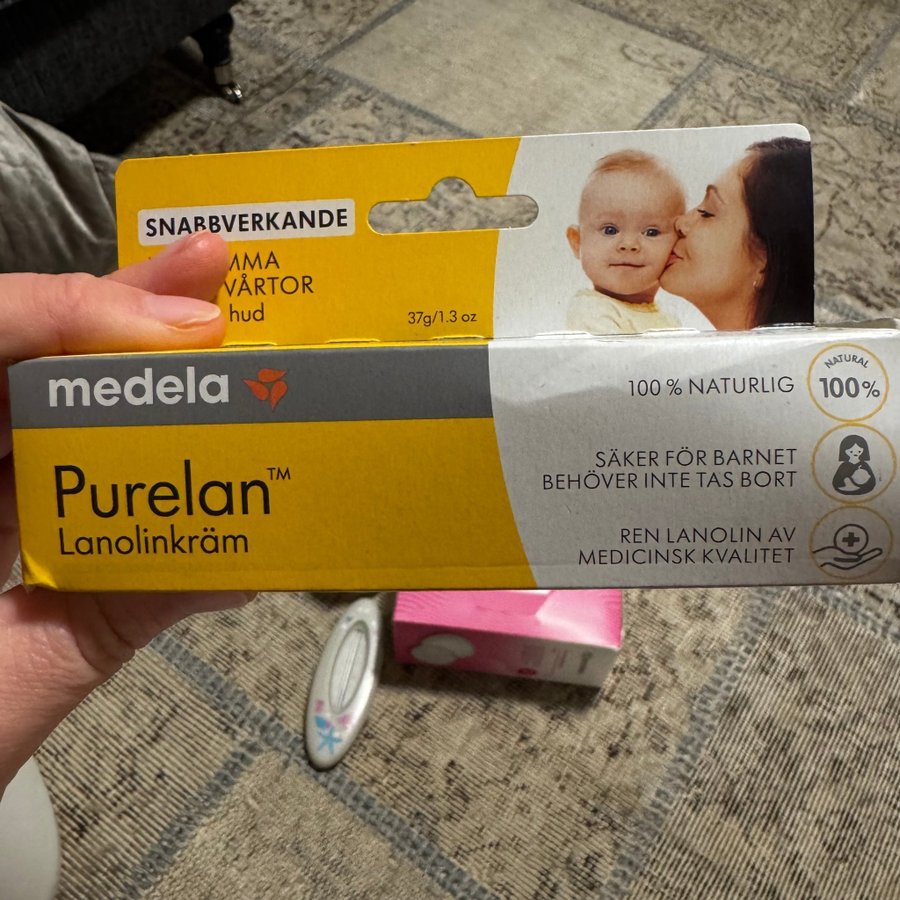 SNABBVERKANDE
VÅRTOR
hud
37g/1.3 oz
medela
Purelan™
Lanolinkräm
100 % NATURLIG
NATURAL
100%
SÄKER FÖR BARNET
BEHÖVER INTE TAS BORT
REN LANOLIN AV
MEDICINSK KVALITET